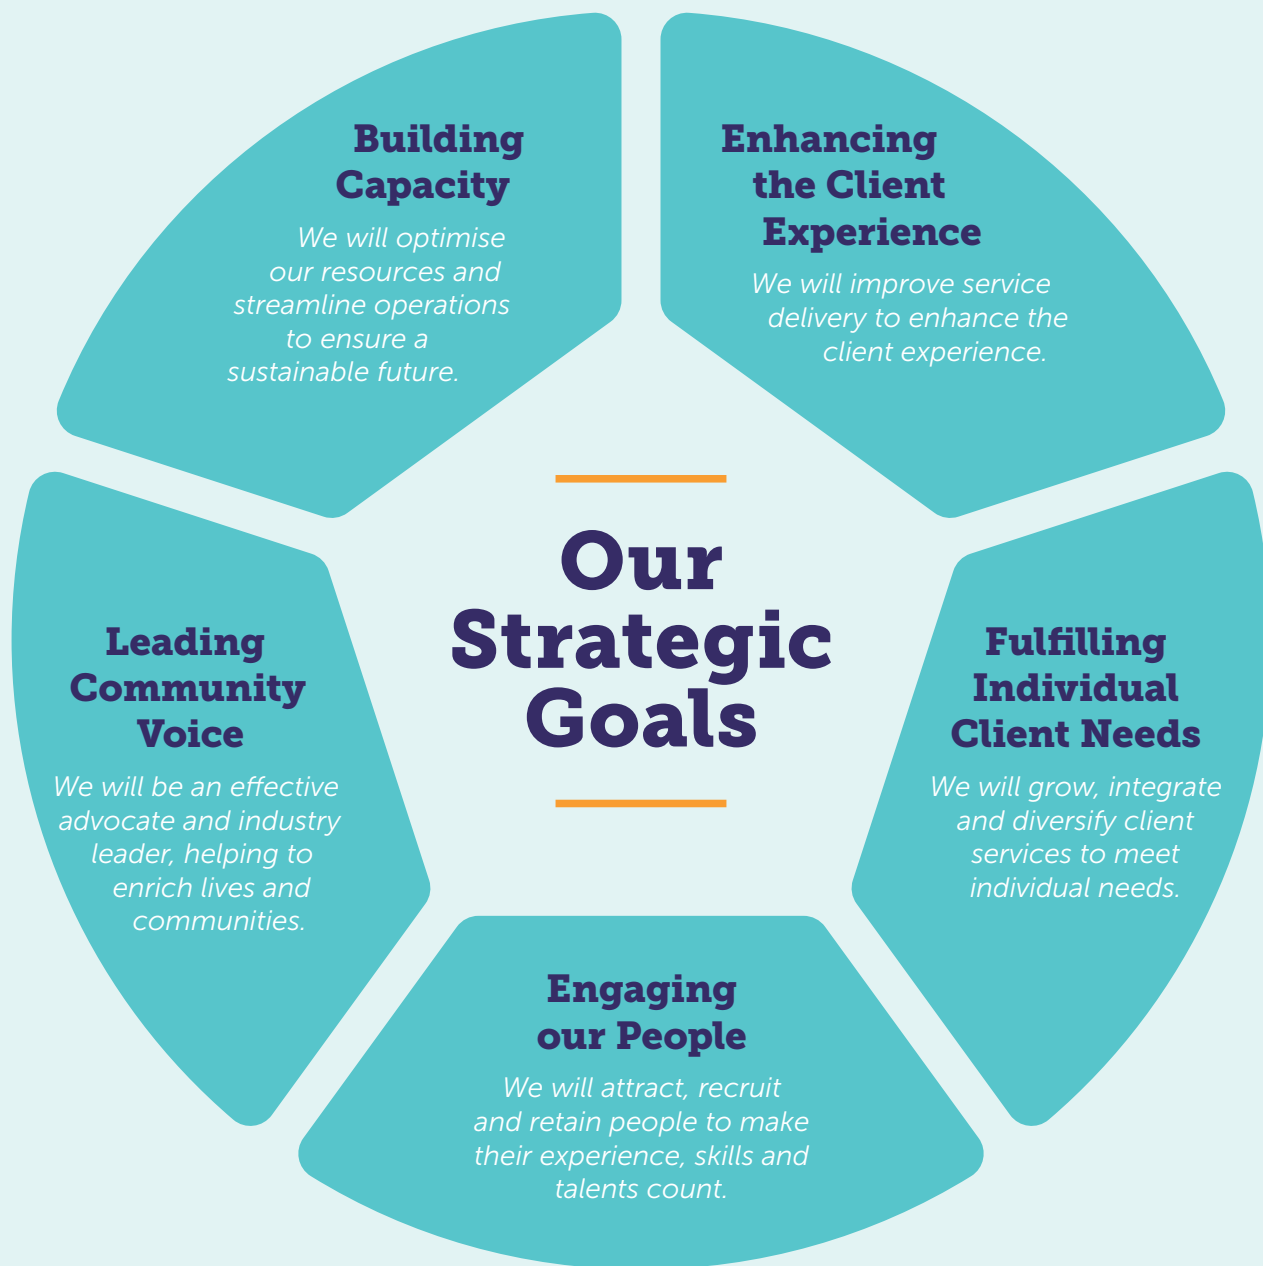 Building
Capacity
We will optimise
our resources and
streamline operations
to ensure a
sustainable future.
Enhancing
the Client
Experience
We will improve service
delivery to enhance the
client experience.
Our
Strategic
Goals
Leading
Community
Voice
We will be an effective
advocate and industry
leader, helping to
enrich lives and
communities.
Fulfilling
Individual
Client Needs
We will grow, integrate
and diversify client
services to meet
individual needs.
Engaging
our People
We will attract, recruit
and retain people to make
their experience, skills and
talents count.